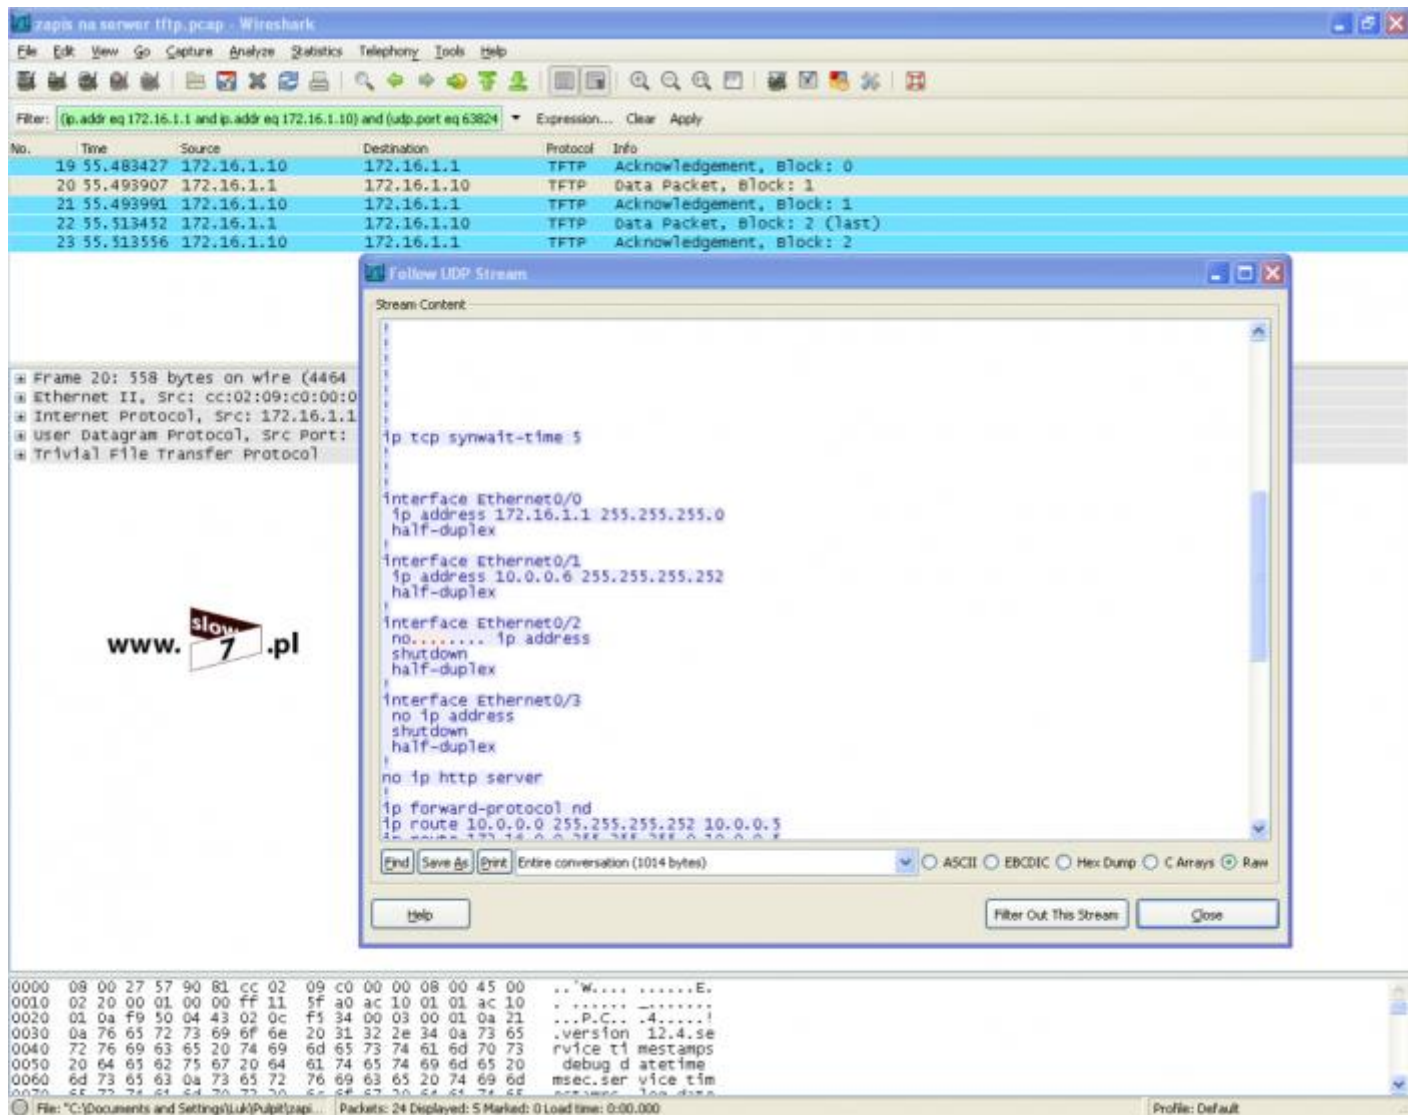 zapis na serwer tftp.pcap - Wireshark
File Edit View Go Capture Analyze Statistics Telephony Tools Help
Filter: (ip.addr eq 172.16.1.1 and ip.addr eq 172.16.1.10) and (udp.port eq 63824 Expression... Clear Apply
No. Time Source Destination Protocol Info
19 55.483427 172.16.1.10 172.16.1.1 TFTP Acknowledgement, Block: 0
20 55.493907 172.16.1.1 172.16.1.10 TFTP Data Packet, Block: 1
21 55.493991 172.16.1.10 172.16.1.1 TFTP Acknowledgement, Block: 1
22 55.513452 172.16.1.1 172.16.1.10 TFTP Data Packet, Block: 2 (last)
23 55.513556 172.16.1.10 172.16.1.1 TFTP Acknowledgement, Block: 2
Follow UDP Stream
Stream Content
!
!
!
!
!
!
!
ip tcp synwait-time 5
!
!
!
interface Ethernet0/0
ip address 172.16.1.1 255.255.255.0
half-duplex
!
interface Ethernet0/1
ip address 10.0.0.6 255.255.255.252
half-duplex
!
interface Ethernet0/2
no........ ip address
shutdown
half-duplex
!
interface Ethernet0/3
no ip address
shutdown
half-duplex
!
no ip http server
!
ip forward-protocol nd
ip route 10.0.0.0 255.255.255.252 10.0.0.5
Find Save As Print Entire conversation (1014 bytes) ASCII EBCDIC Hex Dump C Arrays Raw
Help Filter Out This Stream Close
Frame 20: 558 bytes on wire (4464
Ethernet II, Src: cc:02:09:c0:00:0
Internet Protocol, Src: 172.16.1.1
User Datagram Protocol, Src Port:
Trivial File Transfer Protocol
www.slow7.pl
0000 08 00 27 57 90 81 cc 02 09 c0 00 00 08 00 45 00 ..'W.... ......E.
0010 02 20 00 01 00 00 ff 11 5f a0 ac 10 01 01 ac 10 . ...... _.......
0020 01 0a f9 50 04 43 02 0c f5 34 00 03 00 01 0a 21 ...P.C.. .4.....!
0030 0a 76 65 72 73 69 6f 6e 20 31 32 2e 34 0a 73 65 .version 12.4.se
0040 72 76 69 63 65 20 74 69 6d 65 73 74 61 6d 70 73 rvice ti mestamps
0050 20 64 65 62 75 67 20 64 61 74 65 74 69 6d 65 20 debug d atetime
0060 6d 73 65 63 0a 73 65 72 76 69 63 65 20 74 69 6d msec.ser vice tim
File: "C:\Documents and Settings\Luk\Pulpit\zapi... Packets: 24 Displayed: 5 Marked: 0 Load time: 0:00.000 Profile: Default